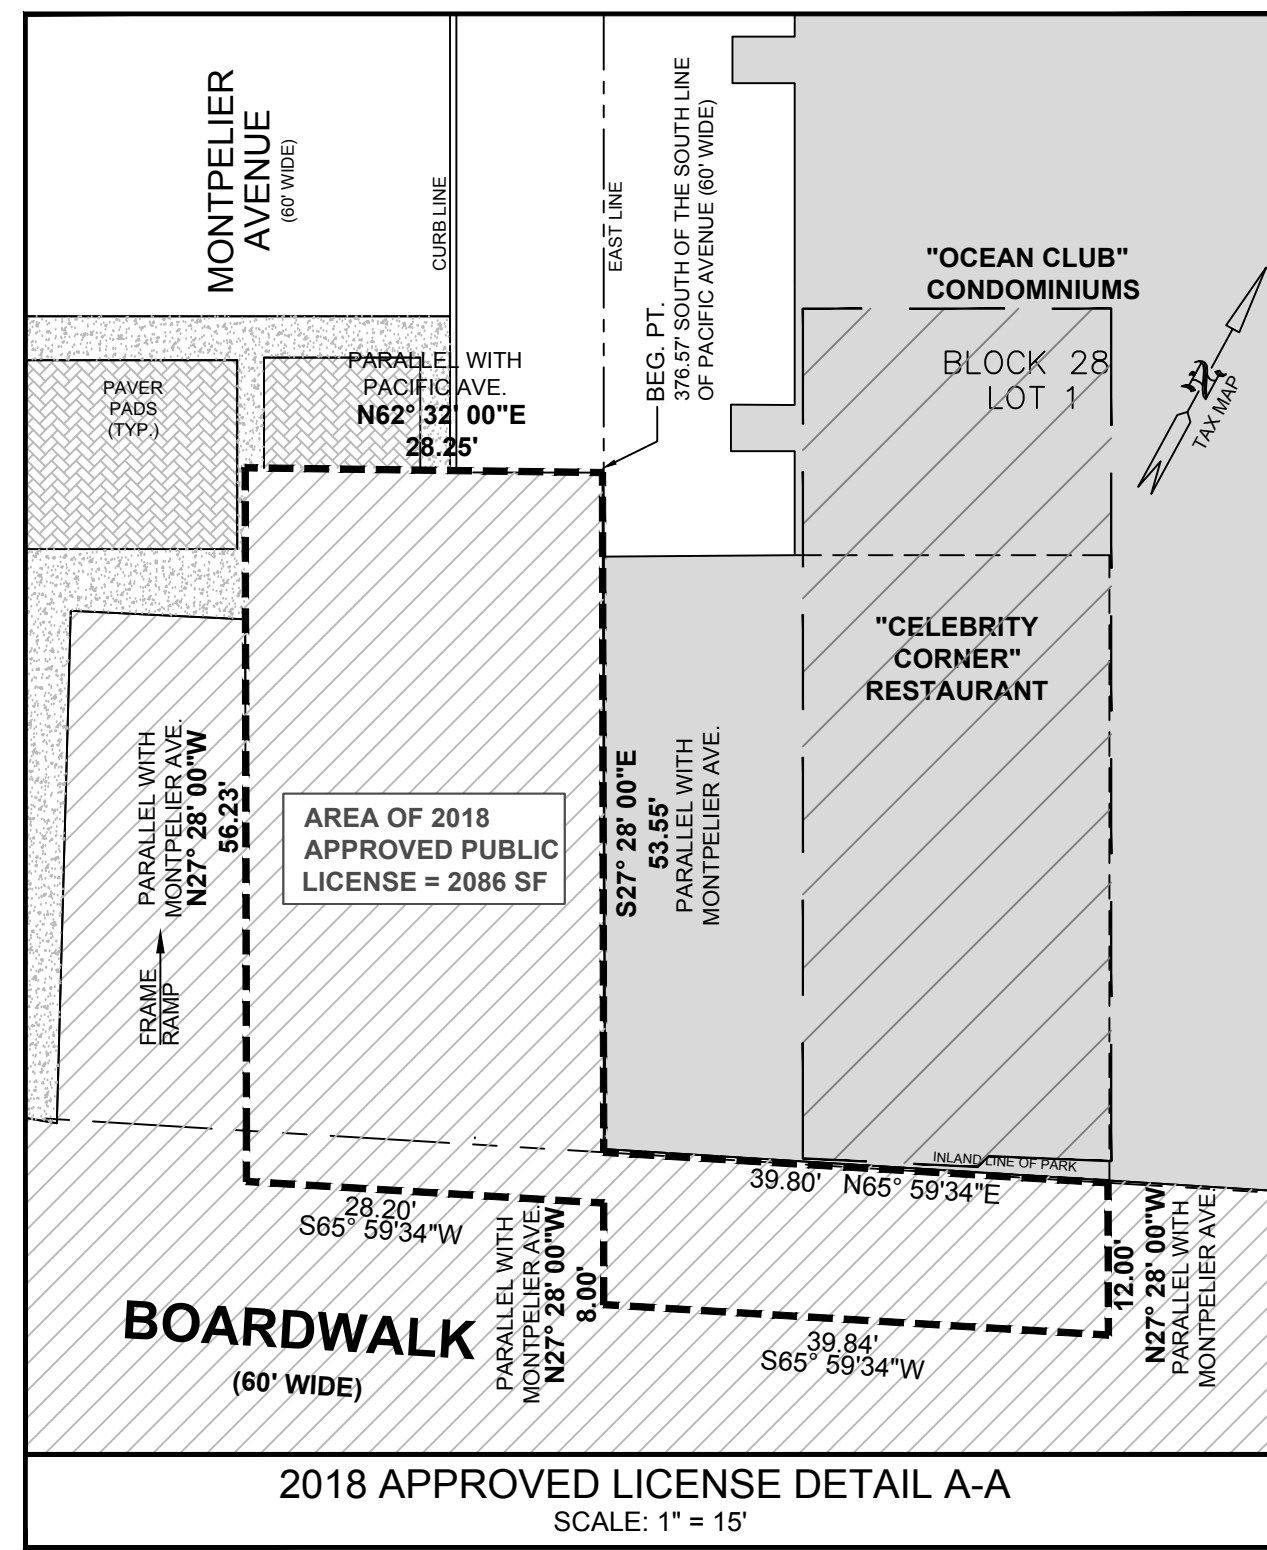 MONTPELIER
AVENUE
(60' WIDE)
CURB LINE
EAST LINE
BEG. PT.
376.57' SOUTH OF THE SOUTH LINE
OF PACIFIC AVENUE (60' WIDE)
"OCEAN CLUB"
CONDOMINIUMS
BLOCK 28
LOT 1
N
TAX MAP
PAVER
PADS
(TYP.)
PARALLEL WITH
PACIFIC AVE.
N62° 32' 00"E
28.25'
"CELEBRITY
CORNER"
RESTAURANT
PARALLEL WITH
MONTPELIER AVE.
N27° 28' 00"W
56.23'
AREA OF 2018
APPROVED PUBLIC
LICENSE = 2086 SF
S27° 28' 00"E
53.55'
PARALLEL WITH
MONTPELIER AVE.
FRAME
RAMP
INLAND LINE OF PARK
39.80' N65° 59'34"E
28.20'
S65° 59'34"W
PARALLEL WITH
MONTPELIER AVE.
N27° 28' 00"W
8.00'
12.00'
N27° 28' 00"W
PARALLEL WITH
MONTPELIER AVE.
39.84'
S65° 59'34"W
BOARDWALK
(60' WIDE)
2018 APPROVED LICENSE DETAIL A-A
SCALE: 1" = 15'